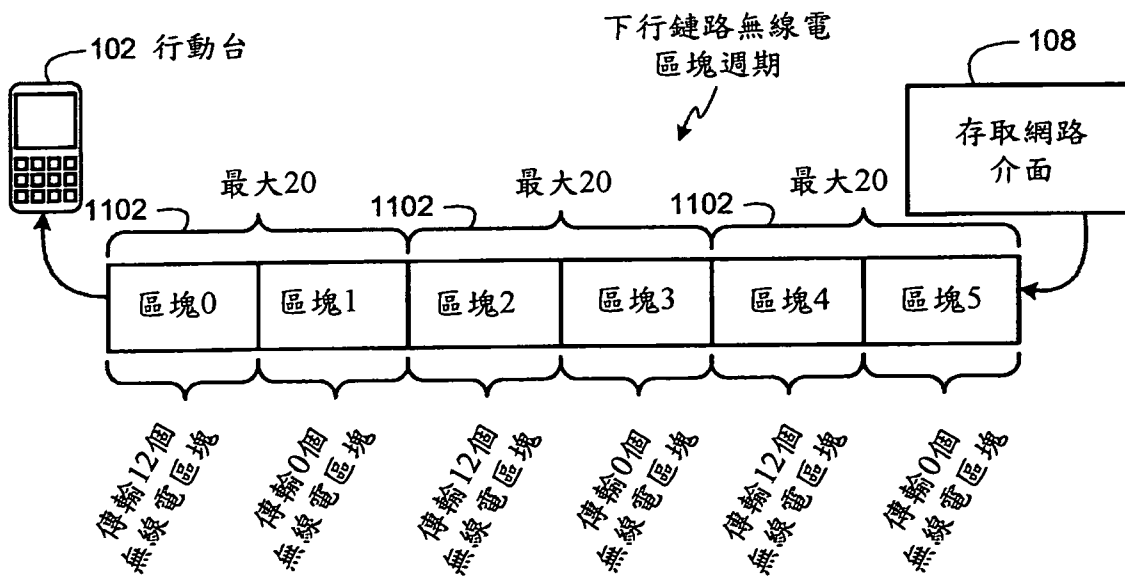 102 行動台
下行鏈路無線電
區塊週期
108
存取網路
介面
最大20
最大20
最大20
1102
1102
1102
區塊0
區塊1
區塊2
區塊3
區塊4
區塊5
傳輸12個
無線電區塊
傳輸0個
無線電區塊
傳輸12個
無線電區塊
傳輸0個
無線電區塊
傳輸12個
無線電區塊
傳輸0個
無線電區塊